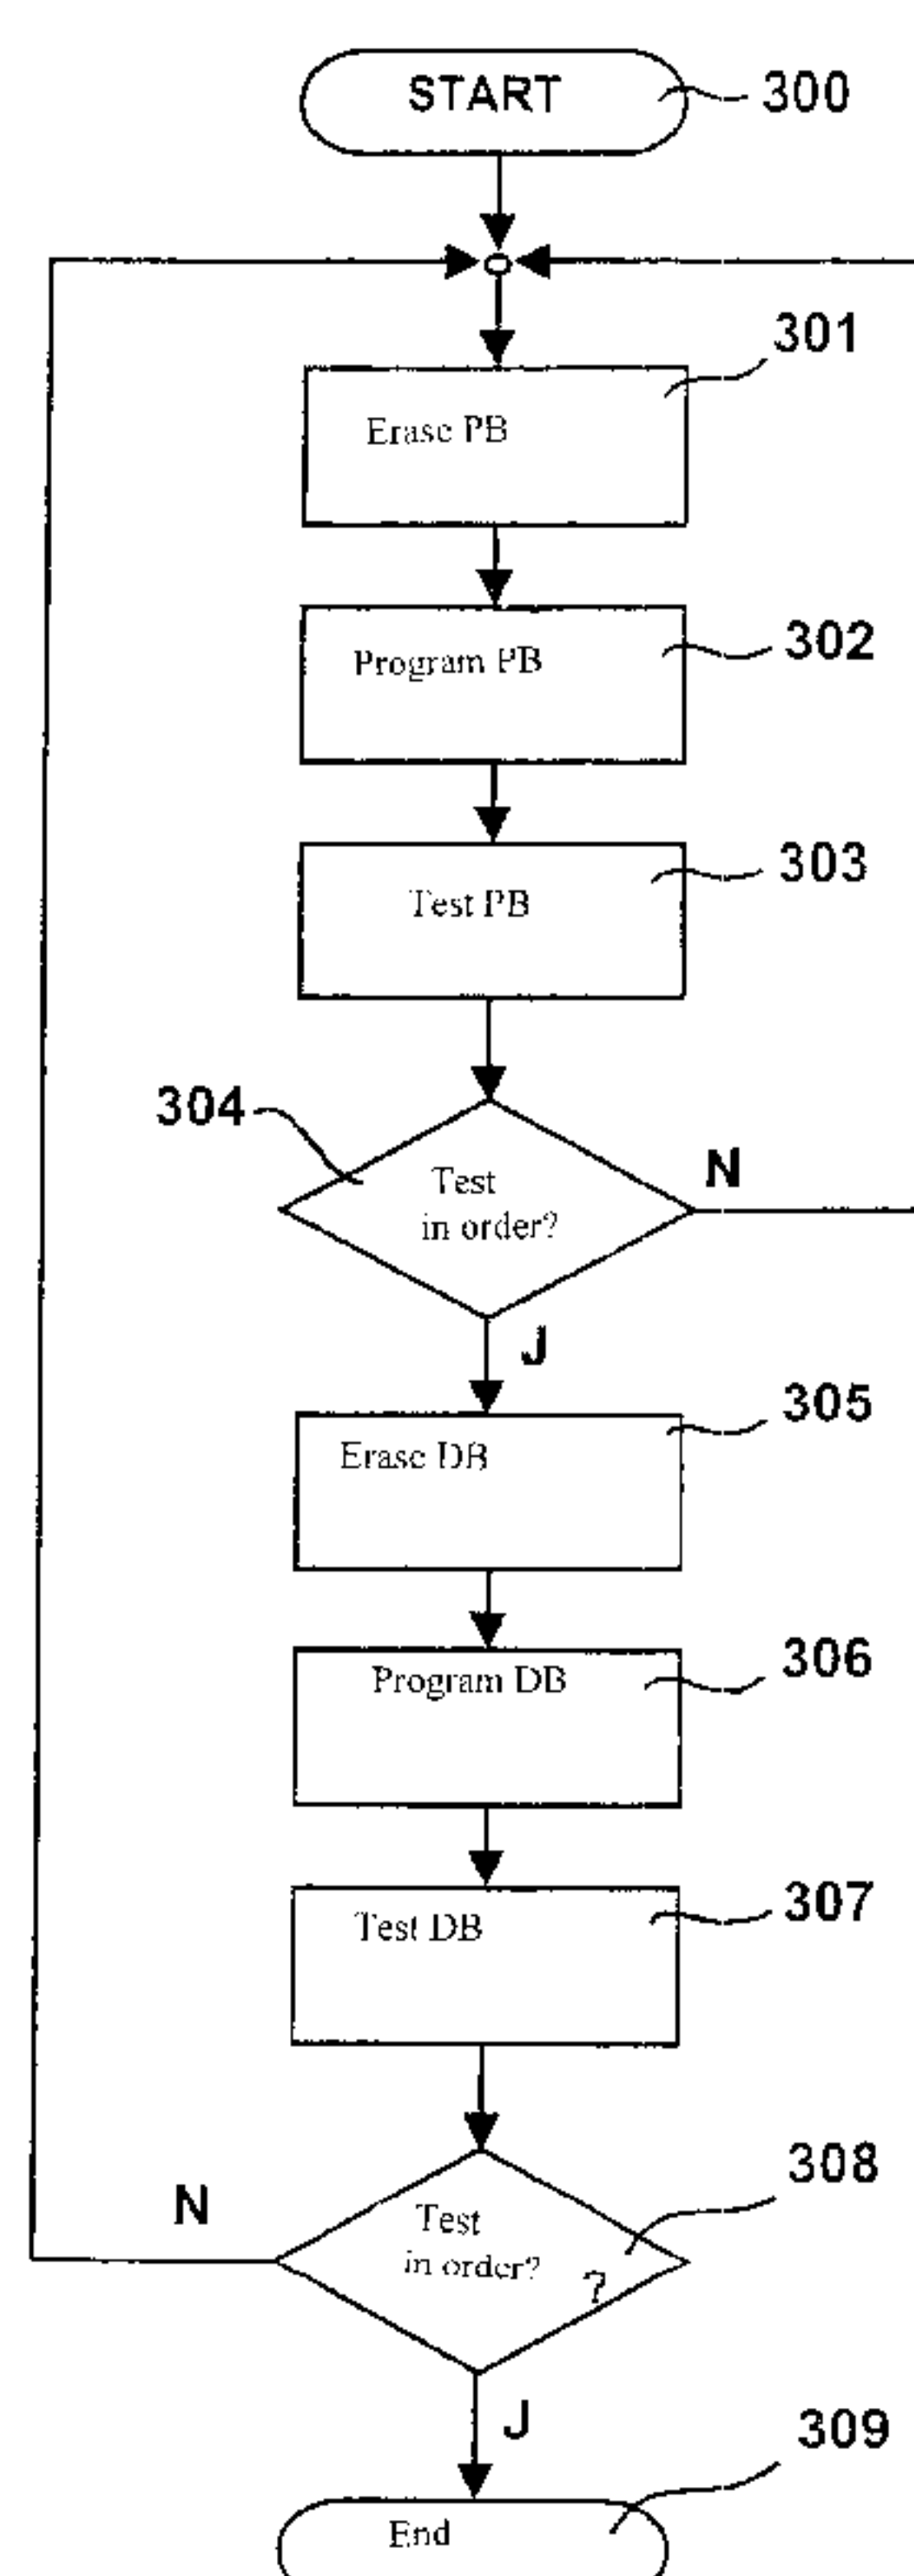 START
300
301
Erase PB
302
Program PB
303
Test PB
304
Test
in order?
N
J
305
Erase DB
306
Program DB
307
Test DB
308
Test
in order?
?
N
J
309
End